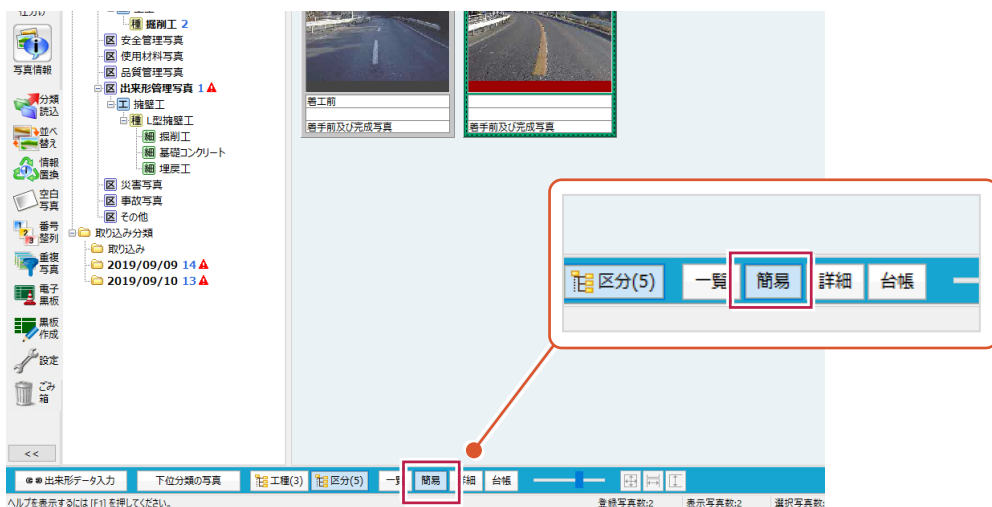 仕分け
写真情報
分類
読込
並べ
替え
情報
置換
空白
写真
番号
整列
重複
写真
電子
黒板
黒板
作成
設定
ごみ
箱
<<
種 掘削工 2
区 安全管理写真
区 使用材料写真
区 品質管理写真
区 出来形管理写真 1
工 擁壁工
種 L型擁壁工
細 掘削工
細 基礎コンクリート
細 埋戻工
区 災害写真
区 事故写真
区 その他
取り込み分類
取り込み
2019/09/09 14
2019/09/10 13
着工前
着手前及び完成写真
着手前及び完成写真
区分(5) 一覧 簡易 詳細 台帳
出来形データ入力 下位分類の写真 工種(3) 区分(5) 一覧 簡易 詳細 台帳
ヘルプを表示するには [F1] を押してください。 登録写真数:2 表示写真数:2 選択写真数: